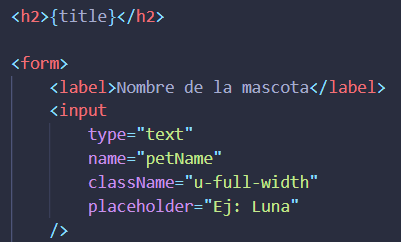 <h2>{title}</h2>
<form>
<label>Nombre de la mascota</label>
<input
type="text"
name="petName"
className="u-full-width"
placeholder="Ej: Luna"
/>